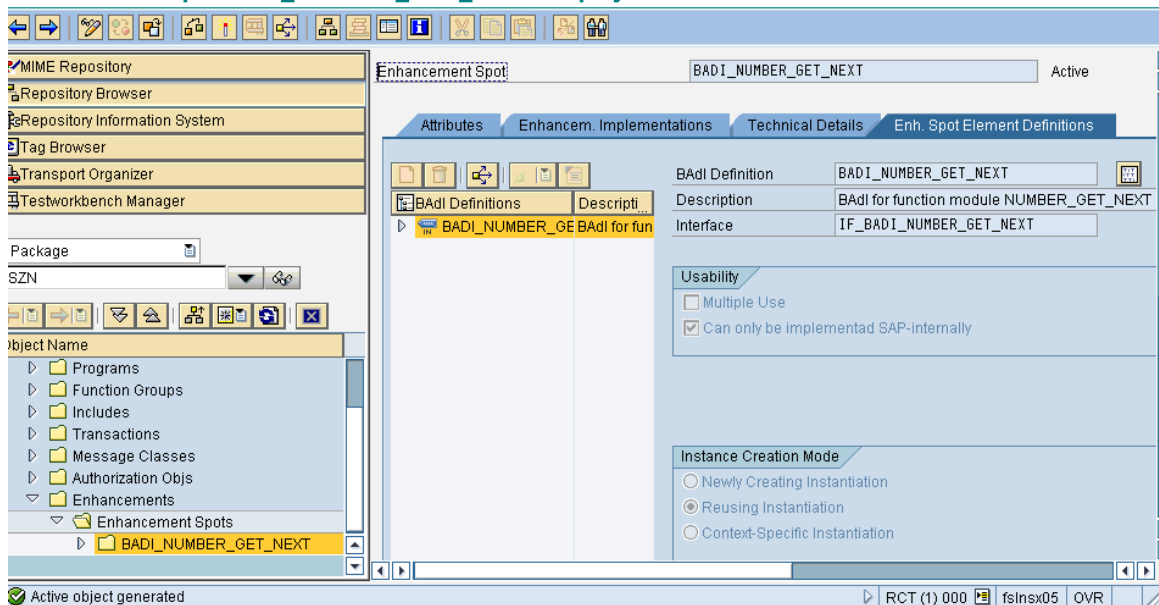 MIME Repository
Repository Browser
Repository Information System
Tag Browser
Transport Organizer
Testworkbench Manager
Package
SZN
Object Name
Programs
Function Groups
Includes
Transactions
Message Classes
Authorization Objs
Enhancements
Enhancement Spots
BADI_NUMBER_GET_NEXT
Enhancement Spot BADI_NUMBER_GET_NEXT Active
Attributes Enhancem. Implementations Technical Details Enh. Spot Element Definitions
BAdI Definitions Descripti...
BADI_NUMBER_GE BAdI for fun
BAdI Definition BADI_NUMBER_GET_NEXT
Description BAdI for function module NUMBER_GET_NEXT
Interface IF_BADI_NUMBER_GET_NEXT
Usability
Multiple Use
Can only be implementad SAP-internally
Instance Creation Mode
Newly Creating Instantiation
Reusing Instantiation
Context-Specific Instantiation
Active object generated RCT (1) 000 fslnsx05 OVR